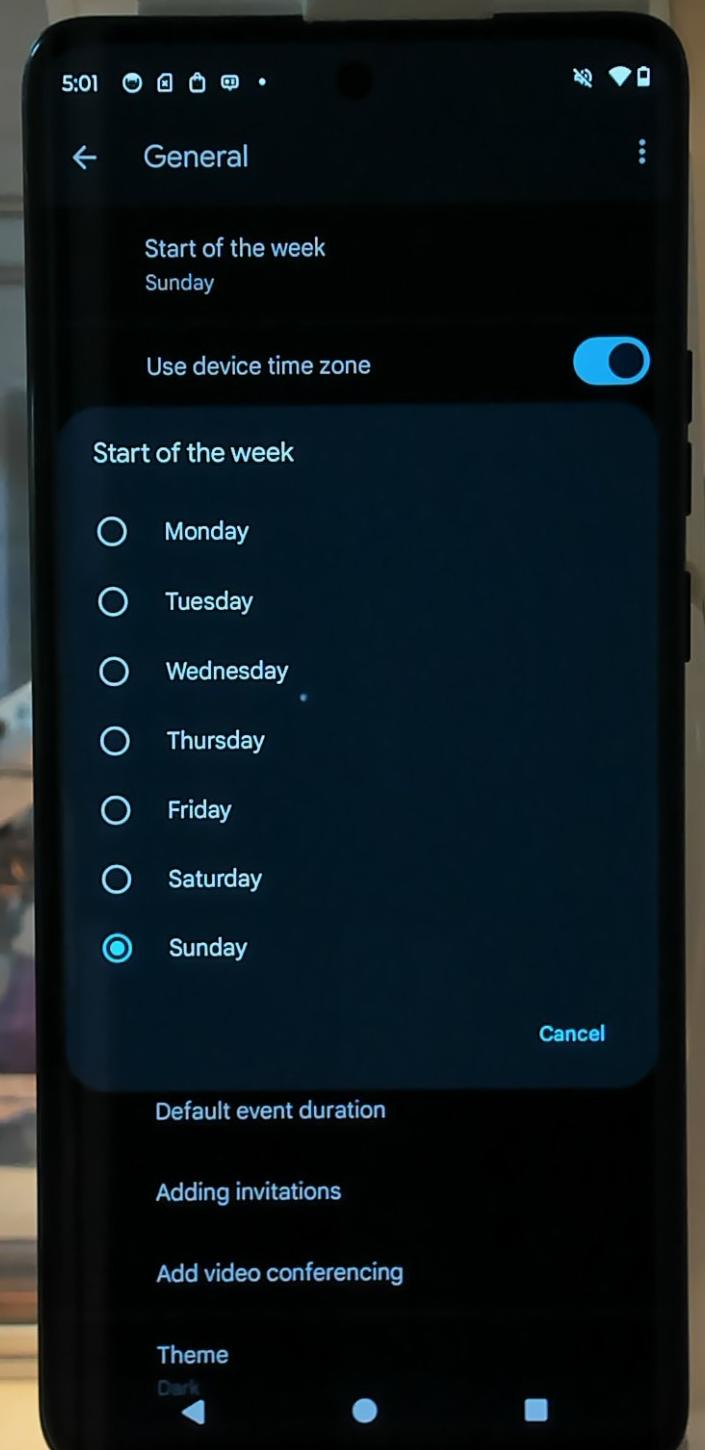 5:01
General
Start of the week
Sunday
Use device time zone
Start of the week
Monday
Tuesday
Wednesday
Thursday
Friday
Saturday
Sunday
Cancel
Default event duration
Adding invitations
Add video conferencing
Theme
Dark